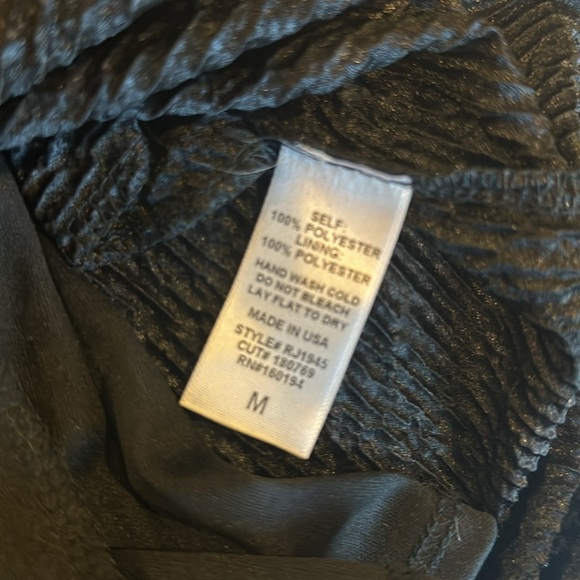 SELF:
100% POLYESTER
LINING:
100% POLYESTER
HAND WASH COLD
DO NOT BLEACH
LAY FLAT TO DRY
MADE IN USA
STYLE# RJ1945
CUT# 180769
RN#160194
M